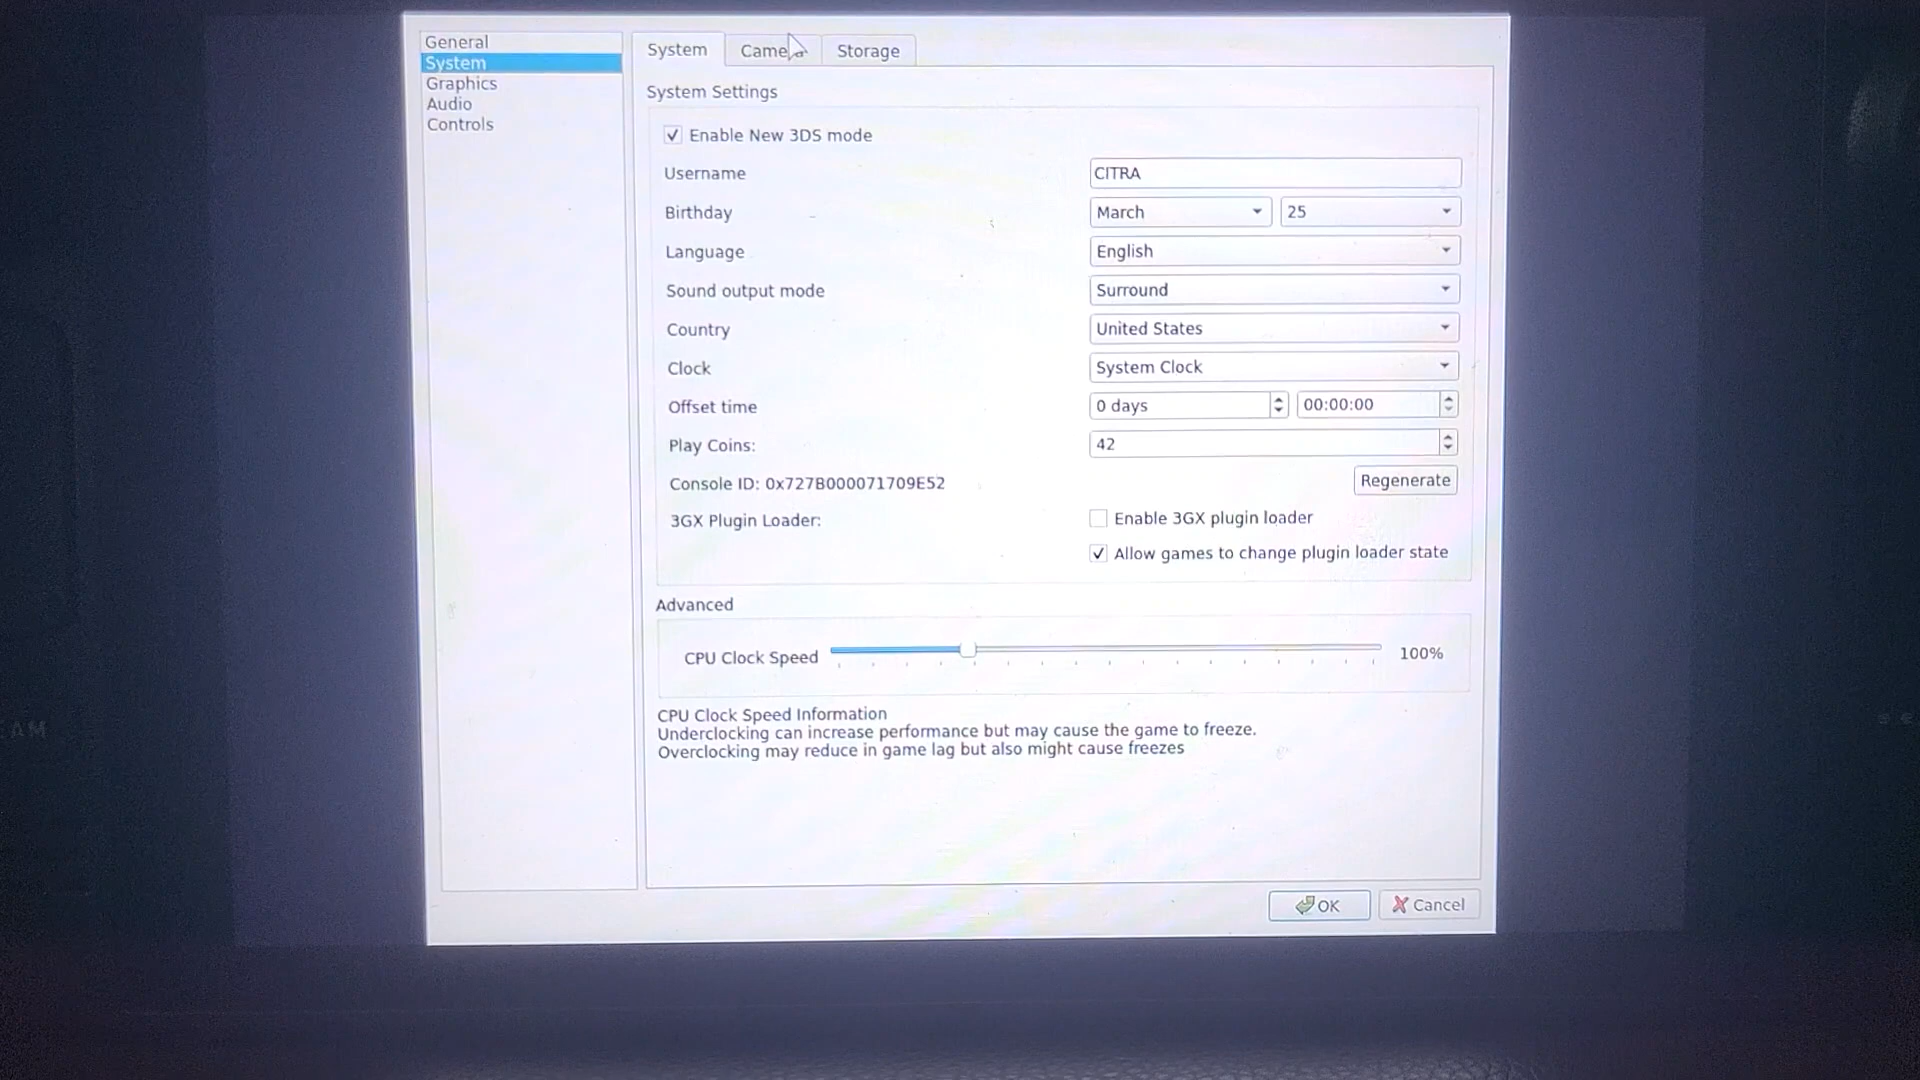 General
System
Graphics
Audio
Controls
System
Storage
System Settings
Enable New 3DS mode
Username
CITRA
Birthday
March
25
Language
English
Sound output mode
Surround
Country
United States
Clock
System Clock
Offset time
0 days
00:00:00
Play Coins:
42
Console ID: 0x727B000071709E52
Regenerate
3GX Plugin Loader:
Enable 3GX plugin loader
Allow games to change plugin loader state
Advanced
CPU Clock Speed
100%
CPU Clock Speed Information
Underclocking can increase performance but may cause the game to freeze.
Overclocking may reduce in game lag but also might cause freezes
OK
Cancel